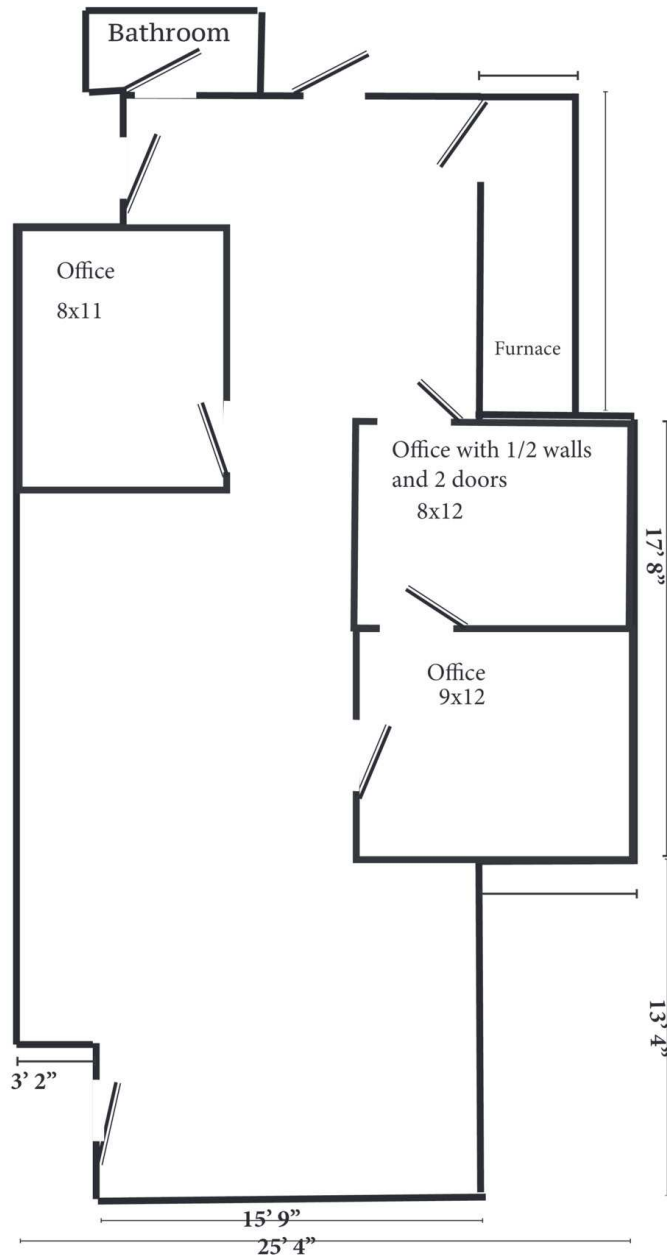 Bathroom
Office
8x11
Furnace
Office with 1/2 walls
and 2 doors
8x12
17’ 8”
Office
9x12
13’ 4”
3’ 2”
15’ 9”
25’ 4”